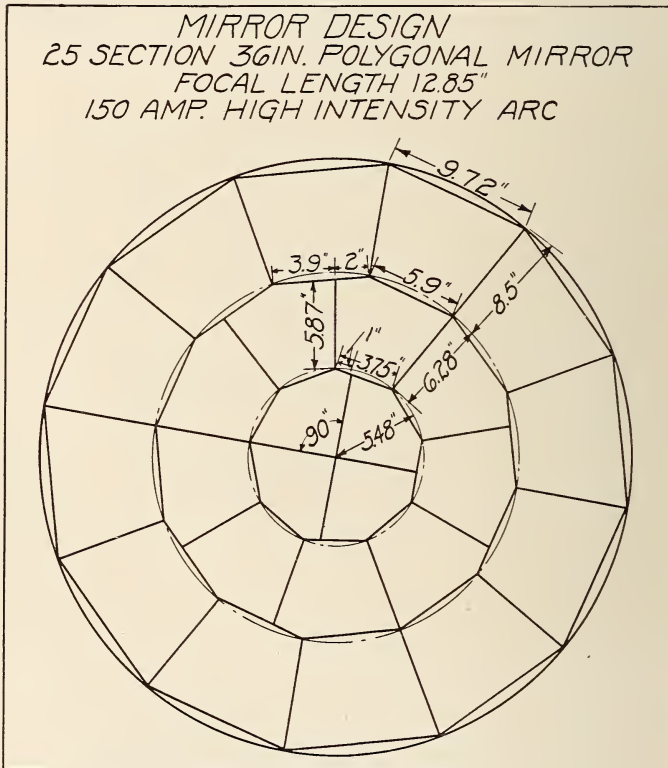 MIRROR DESIGN
25 SECTION 36IN. POLYGONAL MIRROR
FOCAL LENGTH 12.85"
150 AMP. HIGH INTENSITY ARC
9.72"
3.9"
2"
5.9"
8.5"
5.87"
1"
3.75"
6.28"
90°
5.48"